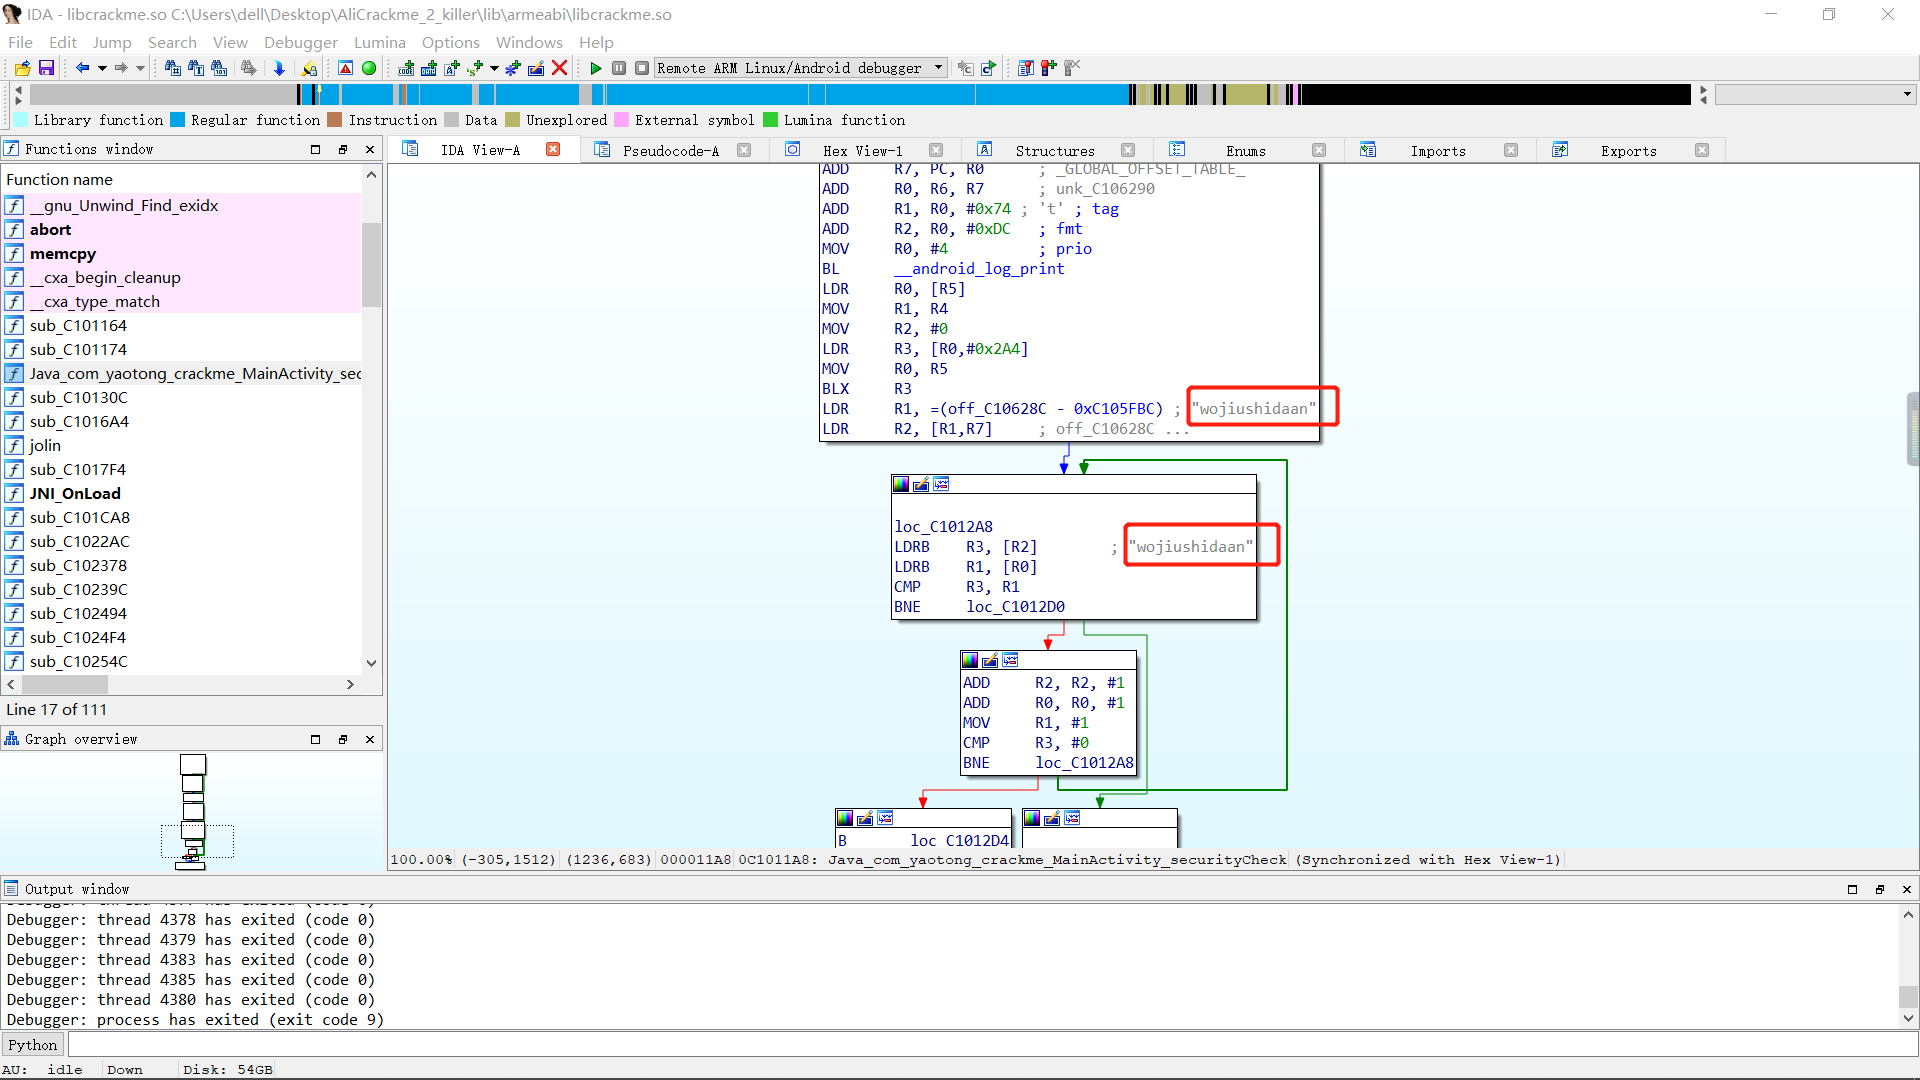 IDA - libcrackme.so C:\Users\dell\Desktop\AliCrackme_2_killer\lib\armeabi\libcrackme.so
File Edit Jump Search View Debugger Lumina Options Windows Help
Remote ARM Linux/Android debugger
Library function Regular function Instruction Data Unexplored External symbol Lumina function
Functions window
IDA View-A Pseudocode-A Hex View-1 Structures Enums Imports Exports
Function name
__gnu_Unwind_Find_exidx
abort
memcpy
__cxa_begin_cleanup
__cxa_type_match
sub_C101164
sub_C101174
Java_com_yaotong_crackme_MainActivity_sec
sub_C10130C
sub_C1016A4
jolin
sub_C1017F4
JNI_OnLoad
sub_C101CA8
sub_C1022AC
sub_C102378
sub_C10239C
sub_C102494
sub_C1024F4
sub_C10254C
Line 17 of 111
Graph overview
ADD R7, PC, R0 ; _GLOBAL_OFFSET_TABLE_
ADD R0, R6, R7 ; unk_C106290
ADD R1, R0, #0x74 ; 't' ; tag
ADD R2, R0, #0xDC ; fmt
MOV R0, #4 ; prio
BL __android_log_print
LDR R0, [R5]
MOV R1, R4
MOV R2, #0
LDR R3, [R0,#0x2A4]
MOV R0, R5
BLX R3
LDR R1, =(off_C10628C - 0xC105FBC) ; "wojiushidaan"
LDR R2, [R1,R7] ; off_C10628C ...
loc_C1012A8
LDRB R3, [R2] ; "wojiushidaan"
LDRB R1, [R0]
CMP R3, R1
BNE loc_C1012D0
ADD R2, R2, #1
ADD R0, R0, #1
MOV R1, #1
CMP R3, #0
BNE loc_C1012A8
B loc_C1012D4
100.00% (-305,1512) (1236,683) 000011A8 0C1011A8: Java_com_yaotong_crackme_MainActivity_securityCheck (Synchronized with Hex View-1)
Output window
Debugger: thread 4378 has exited (code 0)
Debugger: thread 4379 has exited (code 0)
Debugger: thread 4383 has exited (code 0)
Debugger: thread 4385 has exited (code 0)
Debugger: thread 4380 has exited (code 0)
Debugger: process has exited (exit code 9)
Python
AU: idle Down Disk: 54GB